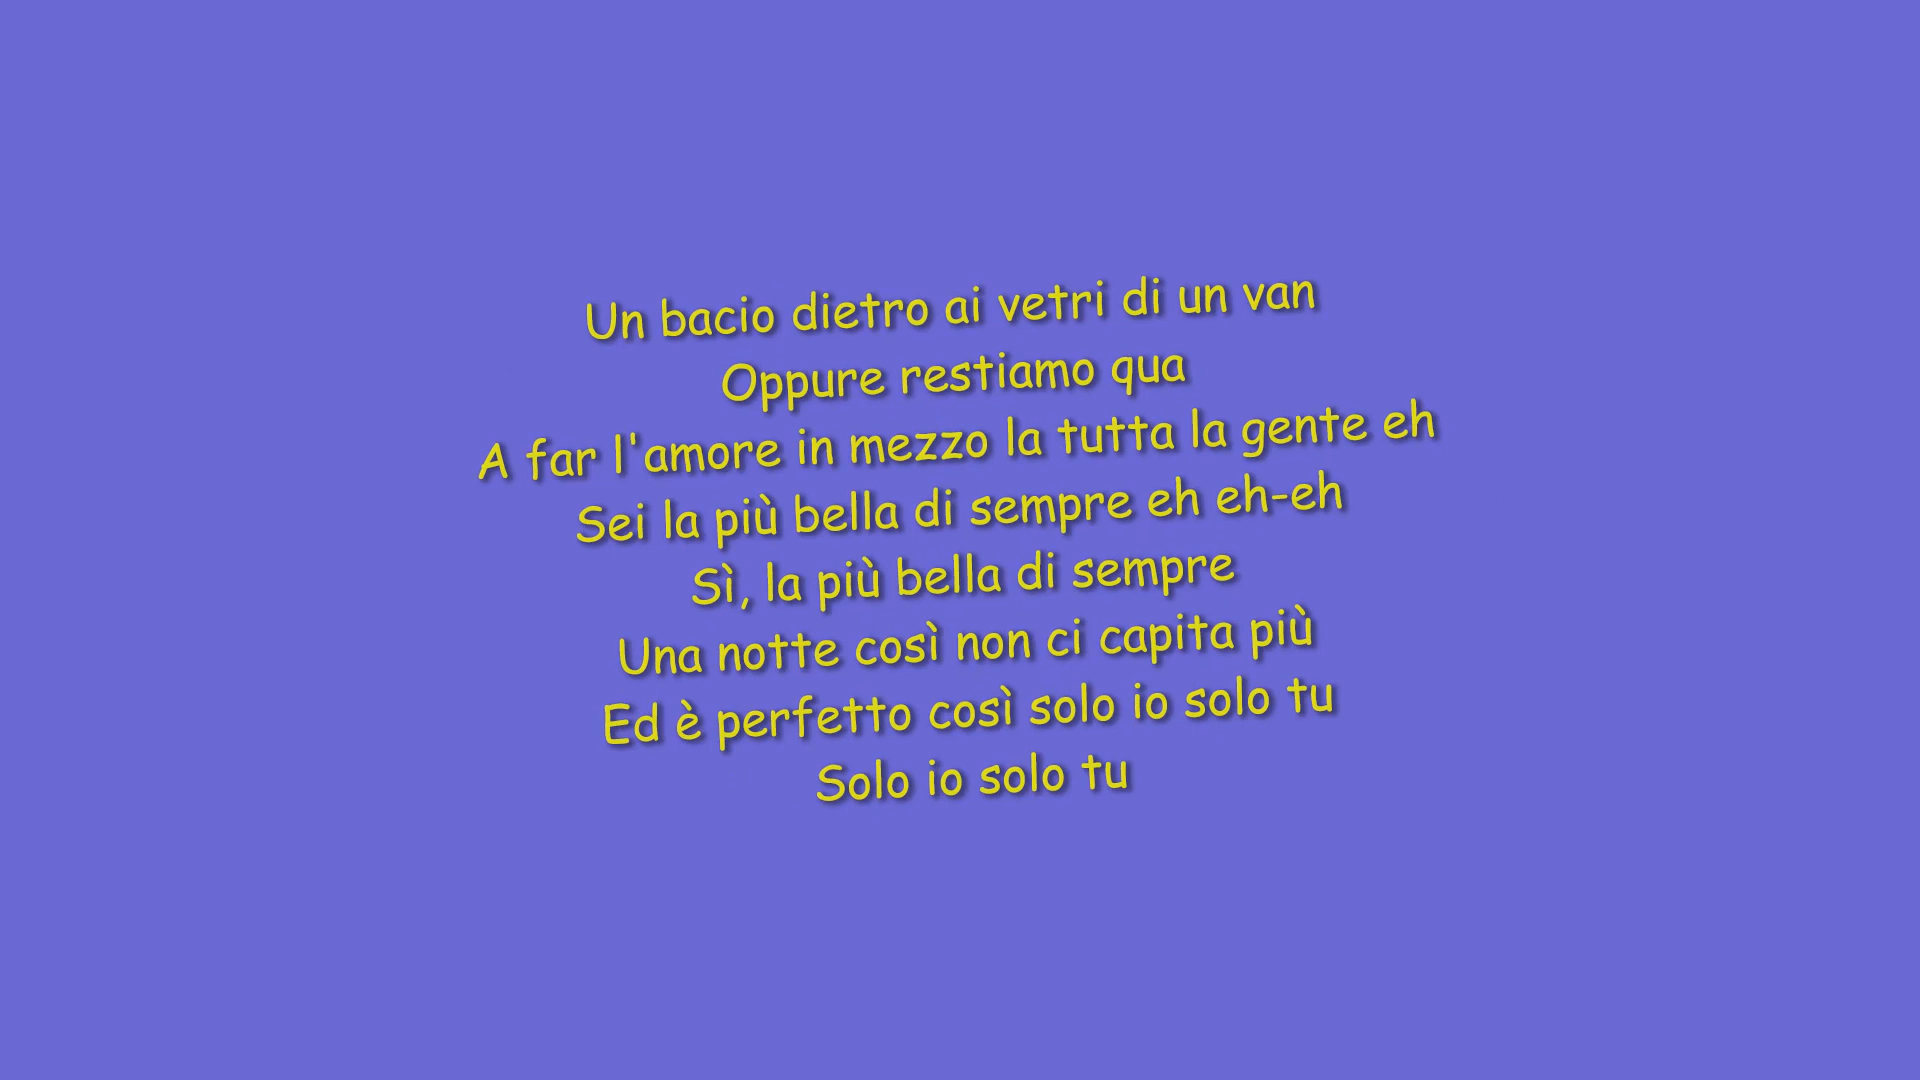 Un bacio dietro ai vetri di un van
Oppure restiamo qua
A far l'amore in mezzo la tutta la gente eh
Sei la più bella di sempre eh eh-eh
Sì, la più bella di sempre
Una notte così non ci capita più
Ed è perfetto così solo io solo tu
Solo io solo tu